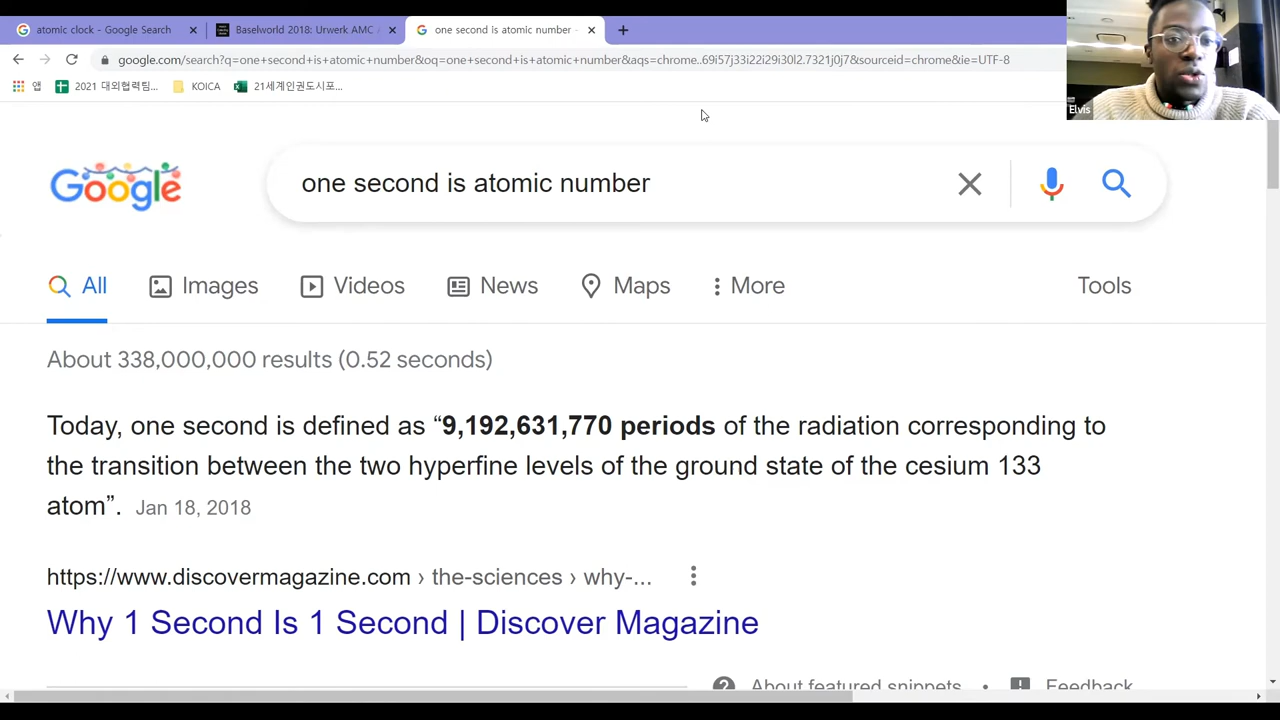 atomic clock - Google Search
Baselworld 2018: Urwerk AMC
one second is atomic number -
google.com/search?q=one+second+is+atomic+number&oq=one+second+is+atomic+number&aqs=chrome..69i57j33i22i29i30l2.7321j0j7&sourceid=chrome&ie=UTF-8
앱
2021 대외협력팀...
KOICA
21세계인권도시포...
Elvis
Google
one second is atomic number
All
Images
Videos
News
Maps
More
Tools
About 338,000,000 results (0.52 seconds)
Today, one second is defined as “9,192,631,770 periods of the radiation corresponding to
the transition between the two hyperfine levels of the ground state of the cesium 133
atom”. Jan 18, 2018
https://www.discovermagazine.com › the-sciences › why-...
Why 1 Second Is 1 Second | Discover Magazine
About featured snippets
Feedback